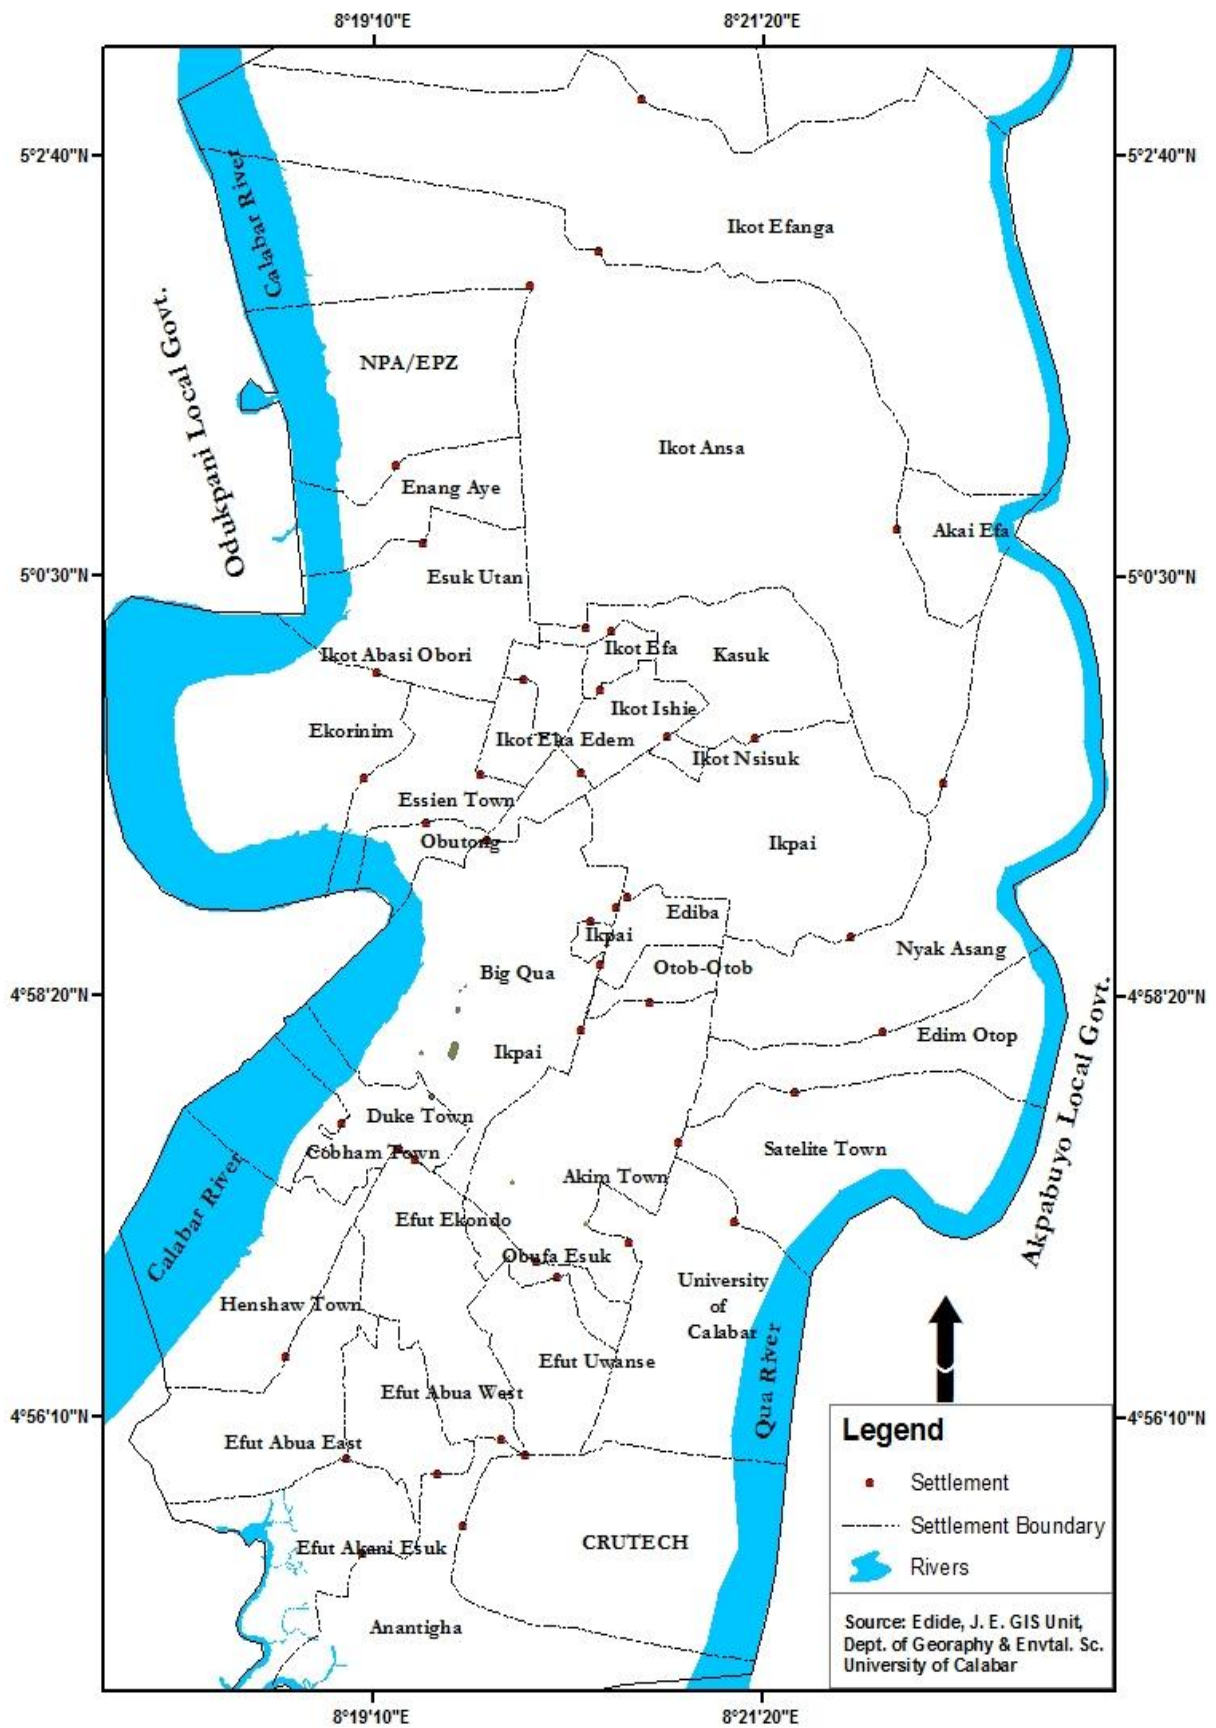 8°19'10"E
8°21'20"E
5°2'40"N
5°2'40"N
Calabar River
Ikot Efanga
Odukpani Local Govt.
NPA/EPZ
Ikot Ansa
Enang Aye
Akai Efa
5°0'30"N
Esuk Utan
5°0'30"N
Ikot Abasi Obori
Ikot Efa
Kasuk
Ikot Ishie
Ekorinim
Ikot Eka Edem
Ikot Nsisuk
Essien Town
Obutong
Ikpai
Ediba
Ikpai
Nyak Asang
Big Qua
Otob-Otob
4°58'20"N
4°58'20"N
Edim Otop
Ikpai
Akpabuyo Local Govt.
Duke Town
Cobham Town
Satelite Town
Akim Town
Calabar River
Efut Ekondo
Obufa Esuk
University
of
Calabar
Henshaw Town
Qua River
Efut Uwanse
Efut Abua West
4°56'10"N
4°56'10"N
Efut Abua East
Efut Akani Esuk
CRUTECH
Anantigha
Legend
Settlement
Settlement Boundary
Rivers
Source: Edide, J. E. GIS Unit,
Dept. of Georaphy & Envtal. Sc.
University of Calabar
8°19'10"E
8°21'20"E